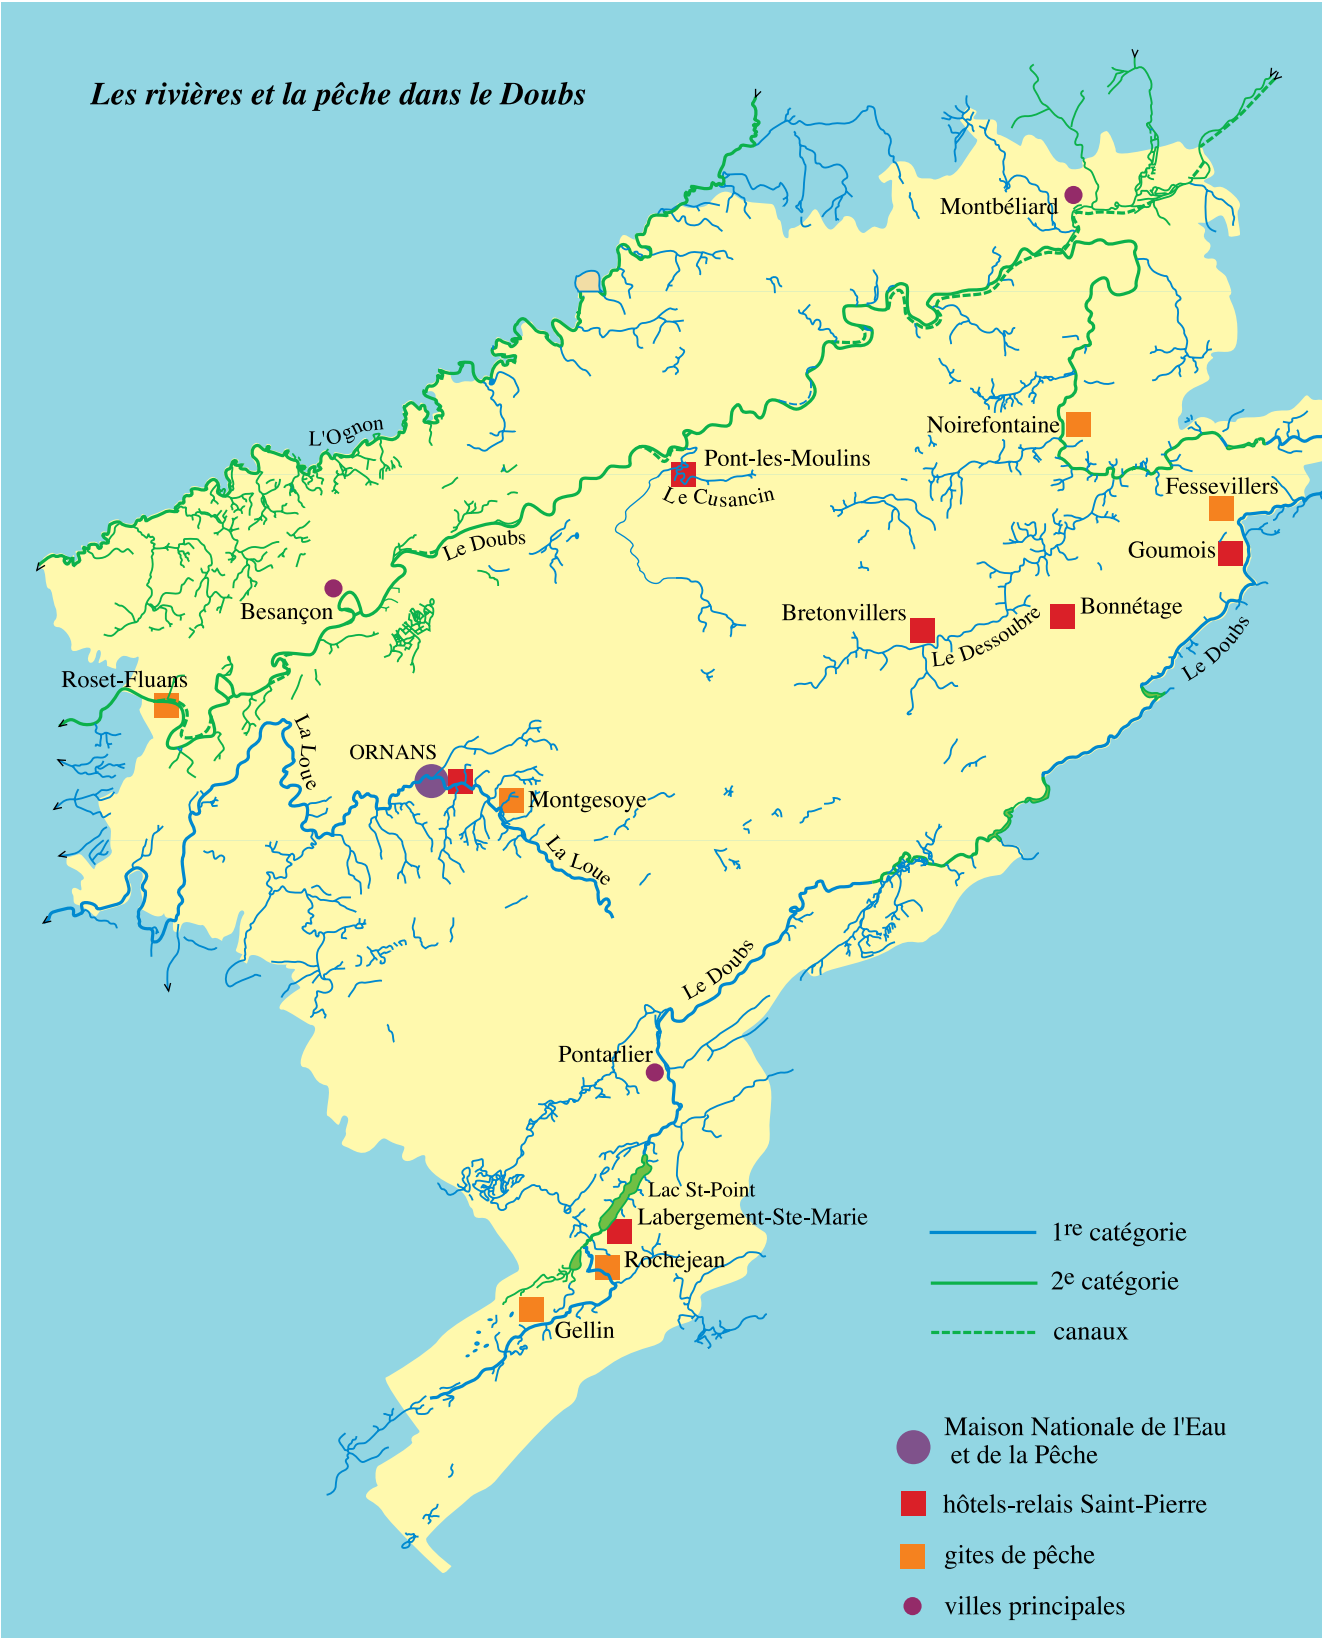 Les rivières et la pêche dans le Doubs
Montbéliard
L'Ognon
Noirefontaine
Pont-les-Moulins
Le Cusancin
Fessevillers
Le Doubs
Goumois
Besançon
Bretonvillers
Bonnétage
Le Dessoubre
Le Doubs
Roset-Fluans
La Loue
ORNANS
Montgesoye
La Loue
Le Doubs
Pontarlier
Lac St-Point
Labergement-Ste-Marie
Rochejean
Gellin
1re catégorie
2e catégorie
canaux
Maison Nationale de l'Eau
et de la Pêche
hôtels-relais Saint-Pierre
gites de pêche
villes principales